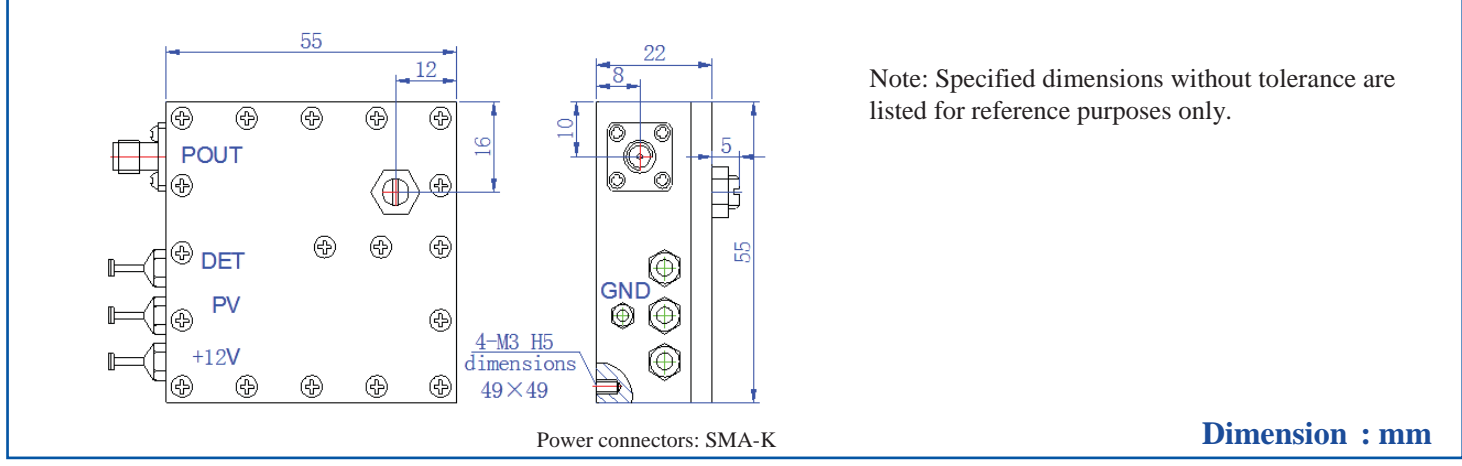 55
12
16
POUT
DET
PV
+12V
22
8
10
5
55
GND
4-M3 H5
dimensions
49×49
Note: Specified dimensions without tolerance are
listed for reference purposes only.
Power connectors: SMA-K
Dimension : mm